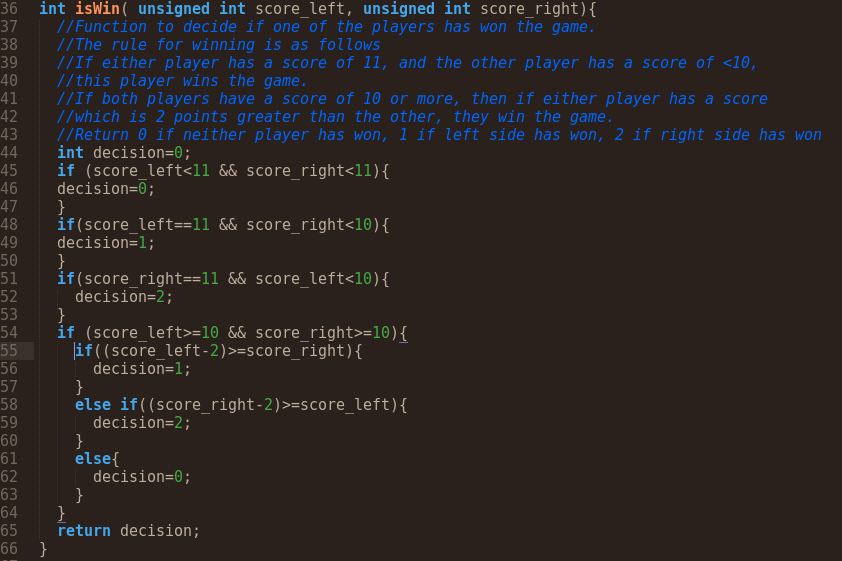 36 int isWin( unsigned int score_left, unsigned int score_right){
37 //Function to decide if one of the players has won the game.
38 //The rule for winning is as follows
39 //If either player has a score of 11, and the other player has a score of <10,
40 //this player wins the game.
41 //If both players have a score of 10 or more, then if either player has a score
42 //which is 2 points greater than the other, they win the game.
43 //Return 0 if neither player has won, 1 if left side has won, 2 if right side has won
44 int decision=0;
45 if (score_left<11 && score_right<11){
46 decision=0;
47 }
48 if(score_left==11 && score_right<10){
49 decision=1;
50 }
51 if(score_right==11 && score_left<10){
52 decision=2;
53 }
54 if (score_left>=10 && score_right>=10){
55 if((score_left-2)>=score_right){
56 decision=1;
57 }
58 else if((score_right-2)>=score_left){
59 decision=2;
60 }
61 else{
62 decision=0;
63 }
64 }
65 return decision;
66 }